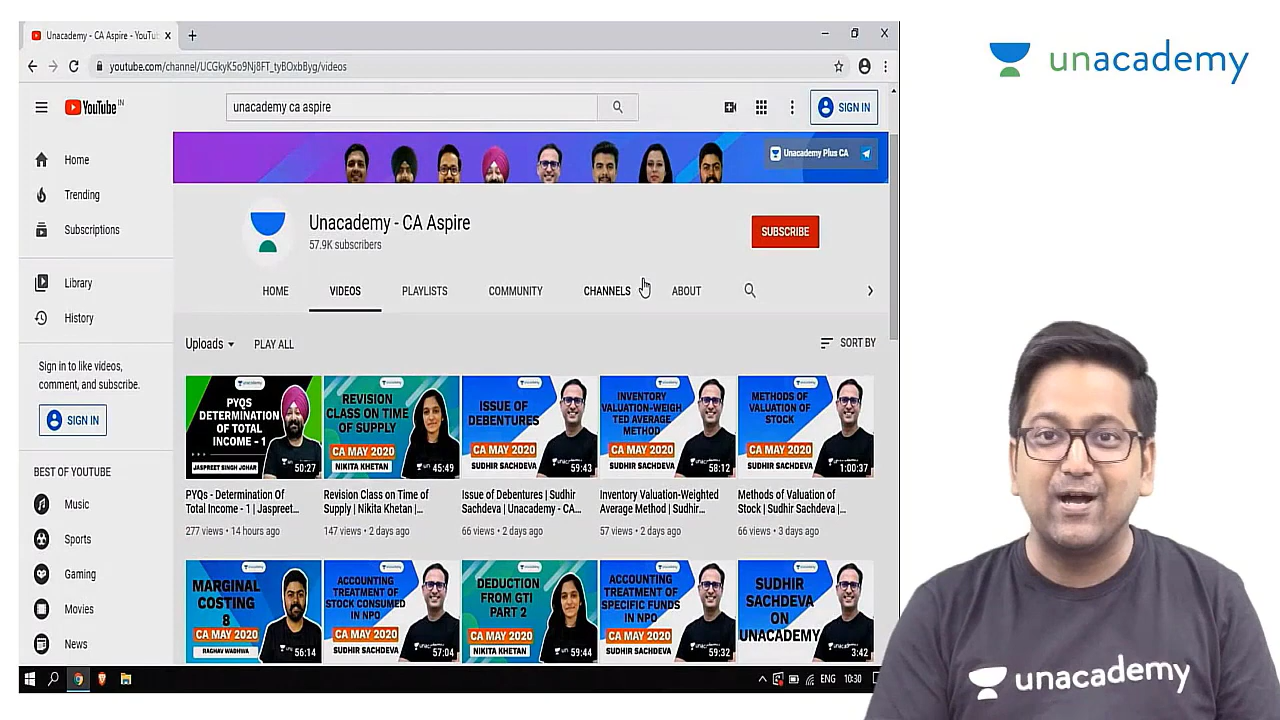 Unacademy - CA Aspire - YouTu
youtube.com/channel/UCGkyK5o9Nj8FT_tyBOxbByg/videos
unacademy
YouTube IN
unacademy ca aspire
SIGN IN
Unacademy Plus CA
Home
Trending
Subscriptions
Library
History
Sign in to like videos,
comment, and subscribe.
SIGN IN
BEST OF YOUTUBE
Music
Sports
Gaming
Movies
News
Unacademy - CA Aspire
57.9K subscribers
SUBSCRIBE
HOME VIDEOS PLAYLISTS COMMUNITY CHANNELS ABOUT
Uploads PLAY ALL SORT BY
unacademy
PYQS
DETERMINATION
OF TOTAL
INCOME - 1
JASPREET SINGH JOHAR
50:27
REVISION
CLASS ON TIME
OF SUPPLY
CA MAY 2020
NIKITA KHETAN
45:49
ISSUE OF
DEBENTURES
CA MAY 2020
SUDHIR SACHDEVA
59:43
INVENTORY
VALUATION-WEIGH
TED AVERAGE
METHOD
CA MAY 2020
SUDHIR SACHDEVA
58:12
METHODS OF
VALUATION OF
STOCK
CA MAY 2020
SUDHIR SACHDEVA
1:00:37
PYQs - Determination Of
Total Income - 1 | Jaspreet...
277 views • 14 hours ago
Revision Class on Time of
Supply | Nikita Khetan |...
147 views • 2 days ago
Issue of Debentures | Sudhir
Sachdeva | Unacademy - CA...
66 views • 2 days ago
Inventory Valuation-Weighted
Average Method | Sudhir...
57 views • 2 days ago
Methods of Valuation of
Stock | Sudhir Sachdeva |...
66 views • 3 days ago
MARGINAL
COSTING
8
CA MAY 2020
RAGHAV WADHWA
56:14
ACCOUNTING
TREATMENT OF
STOCK CONSUMED
IN NPO
CA MAY 2020
SUDHIR SACHDEVA
57:04
DEDUCTION
FROM GTI
PART 2
CA MAY 2020
NIKITA KHETAN
59:44
ACCOUNTING
TREATMENT OF
SPECIFIC FUNDS
IN NPO
CA MAY 2020
SUDHIR SACHDEVA
59:32
SUDHIR
SACHDEVA
ON
UNACADEMY
3:42
ENG 10:30
unacademy